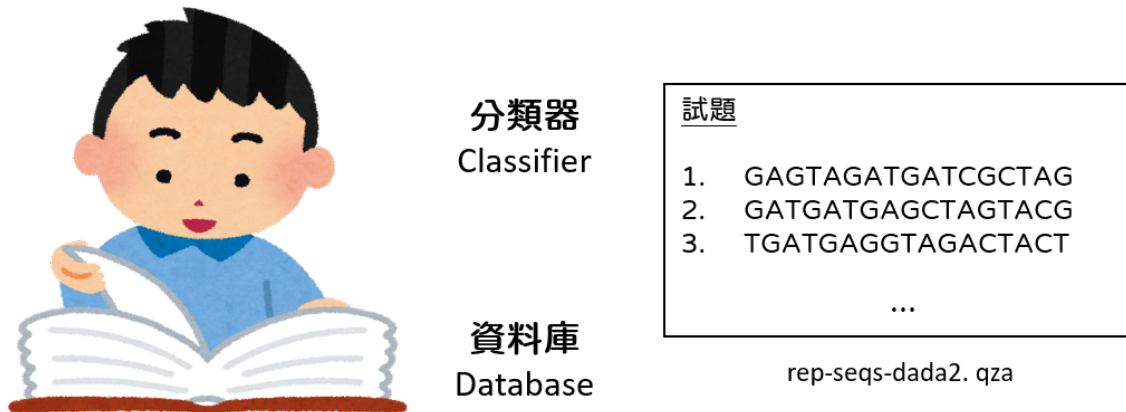 分類器
Classifier
資料庫
Database
試題
1. GAGTAGATGATCGCTAG
2. GATGATGAGCTAGTACG
3. TGATGAGGTAGACTACT
...
rep-seqs-dada2. qza